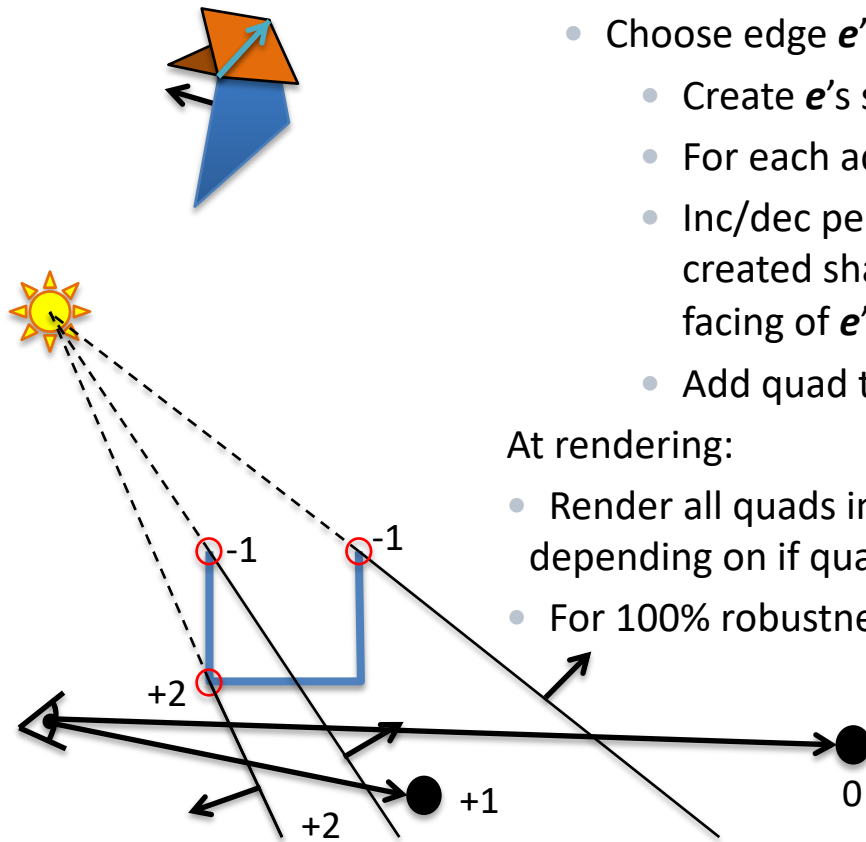 • Choose edge e'
• Create e's s
• For each ad
• Inc/dec pe
created sha
facing of e'
• Add quad t
At rendering:
• Render all quads in
depending on if qua
• For 100% robustne
-1
-1
+2
+1
0
+2